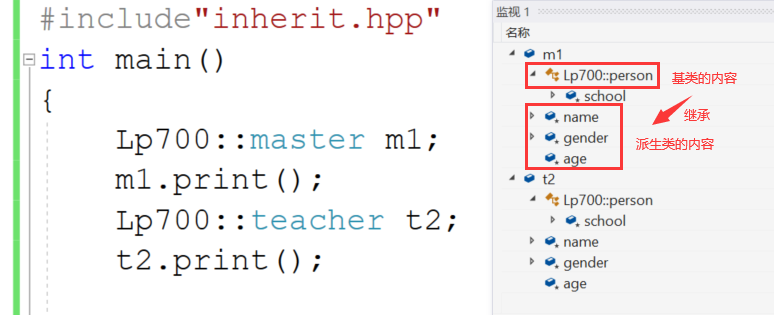 #include"inherit.hpp"
int main()
{
Lp700::master m1;
m1.print();
Lp700::teacher t2;
t2.print();
监视 1
名称
m1
Lp700::person
基类的内容
school
继承
name
gender
派生类的内容
age
t2
Lp700::person
school
name
gender
age